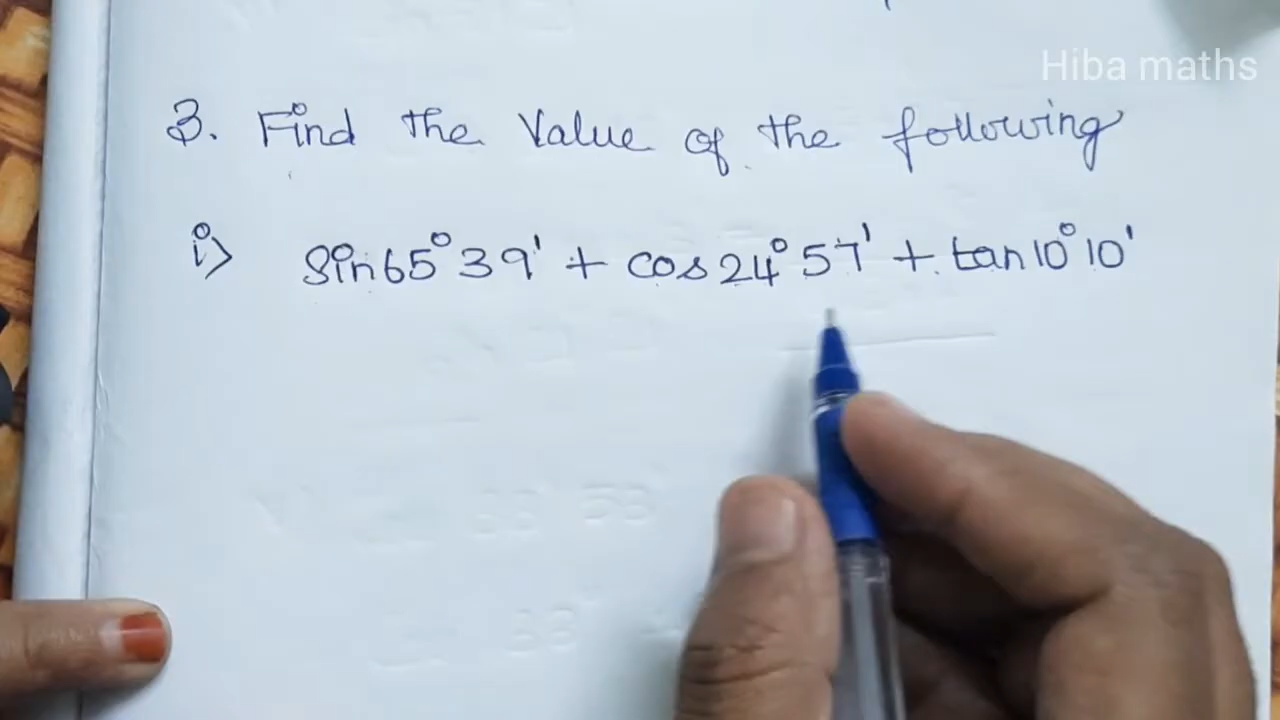 Hiba maths
3. Find the Value of the following
i> Sin65°39' + cos24°57' + tan10°10'